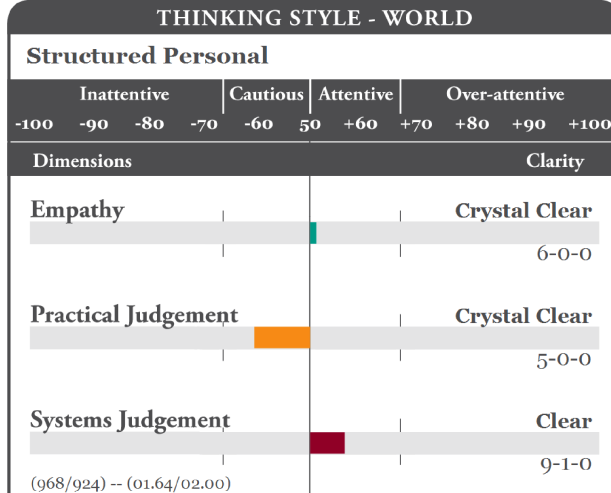 THINKING STYLE - WORLD
Structured Personal
Inattentive Cautious Attentive Over-attentive
-100 -90 -80 -70 -60 50 +60 +70 +80 +90 +100
Dimensions Clarity
Empathy Crystal Clear
6-0-0
Practical Judgement Crystal Clear
5-0-0
Systems Judgement Clear
9-1-0
(968/924) -- (01.64/02.00)